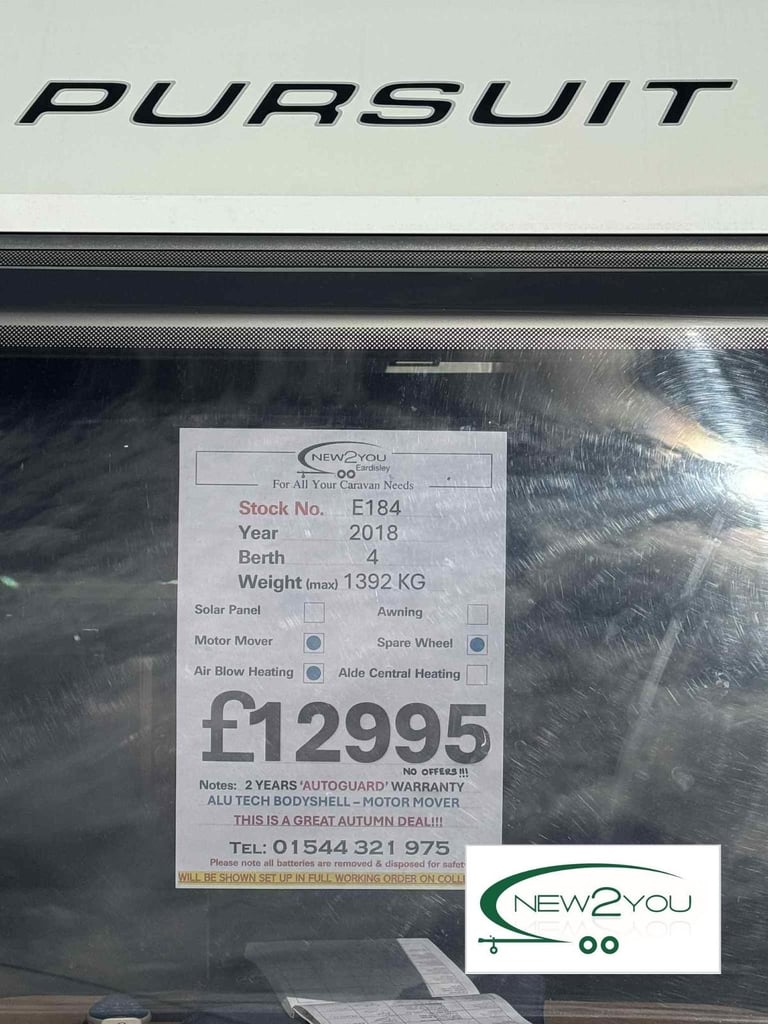 PURSUIT
NEW2YOU
Eardisley
For All Your Caravan Needs
Stock No. E184
Year 2018
Berth 4
Weight (max) 1392 KG
Solar Panel Awning
Motor Mover Spare Wheel
Air Blow Heating Alde Central Heating
£12995
NO OFFERS!!!
Notes: 2 YEARS 'AUTOGUARD' WARRANTY
ALU TECH BODYSHELL – MOTOR MOVER
THIS IS A GREAT AUTUMN DEAL!!!
TEL: 01544 321 975
Please note all batteries are removed & disposed for
WILL BE SHOWN SET UP IN FULL WORKING ORDER ON
NEW2YOU